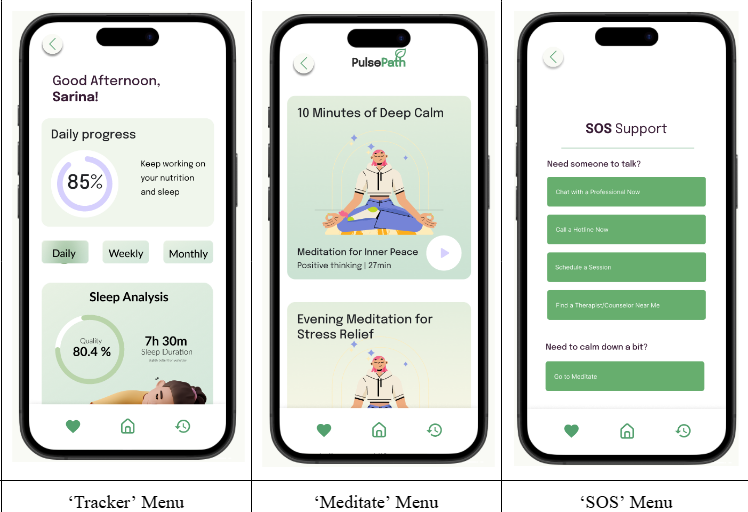 Good Afternoon,
Sarina!
Daily progress
85%
Keep working on
your nutrition
and sleep
Daily
Weekly
Monthly
Sleep Analysis
Quality
80.4 %
7h 30m
Sleep Duration
PulsePath
10 Minutes of Deep Calm
Meditation for Inner Peace
Positive thinking | 27min
Evening Meditation for
Stress Relief
SOS Support
Need someone to talk?
Chat with a Professional Now
Call a Hotline Now
Schedule a Session
Find a Therapist/Counselor Near Me
Need to calm down a bit?
Go to Meditate
‘Tracker’ Menu
‘Meditate’ Menu
‘SOS’ Menu